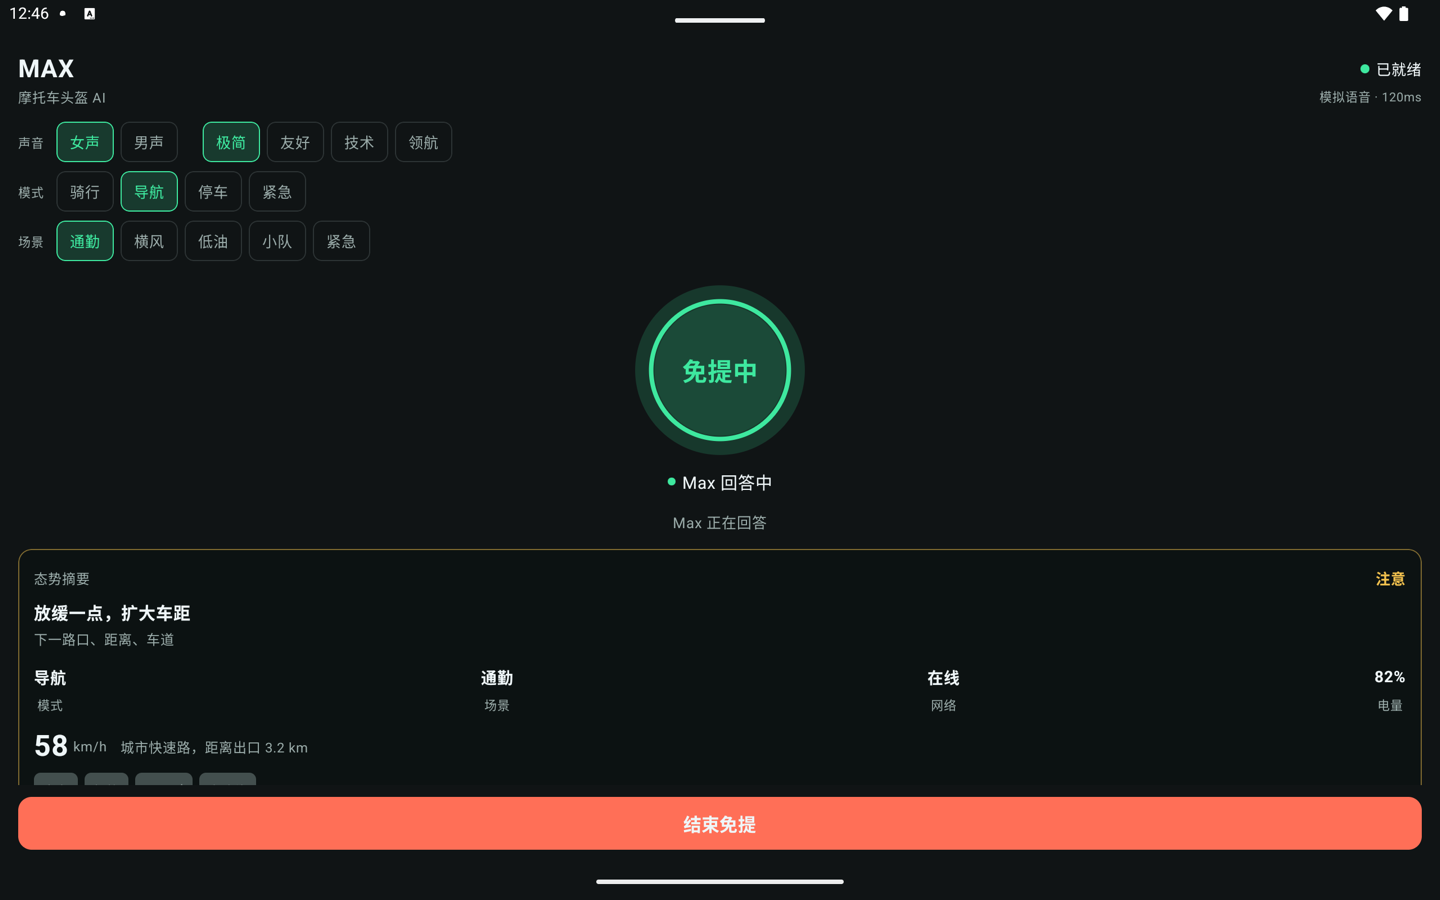 12:46
MAX
已就绪
摩托车头盔 AI
模拟语音 · 120ms
声音 女声 男声 极简 友好 技术 领航
模式 骑行 导航 停车 紧急
场景 通勤 横风 低油 小队 紧急
免提中
Max 回答中
Max 正在回答
态势摘要
注意
放缓一点，扩大车距
下一路口、距离、车道
导航 通勤 在线 82%
模式 场景 网络 电量
58 km/h 城市快速路，距离出口 3.2 km
结束免提